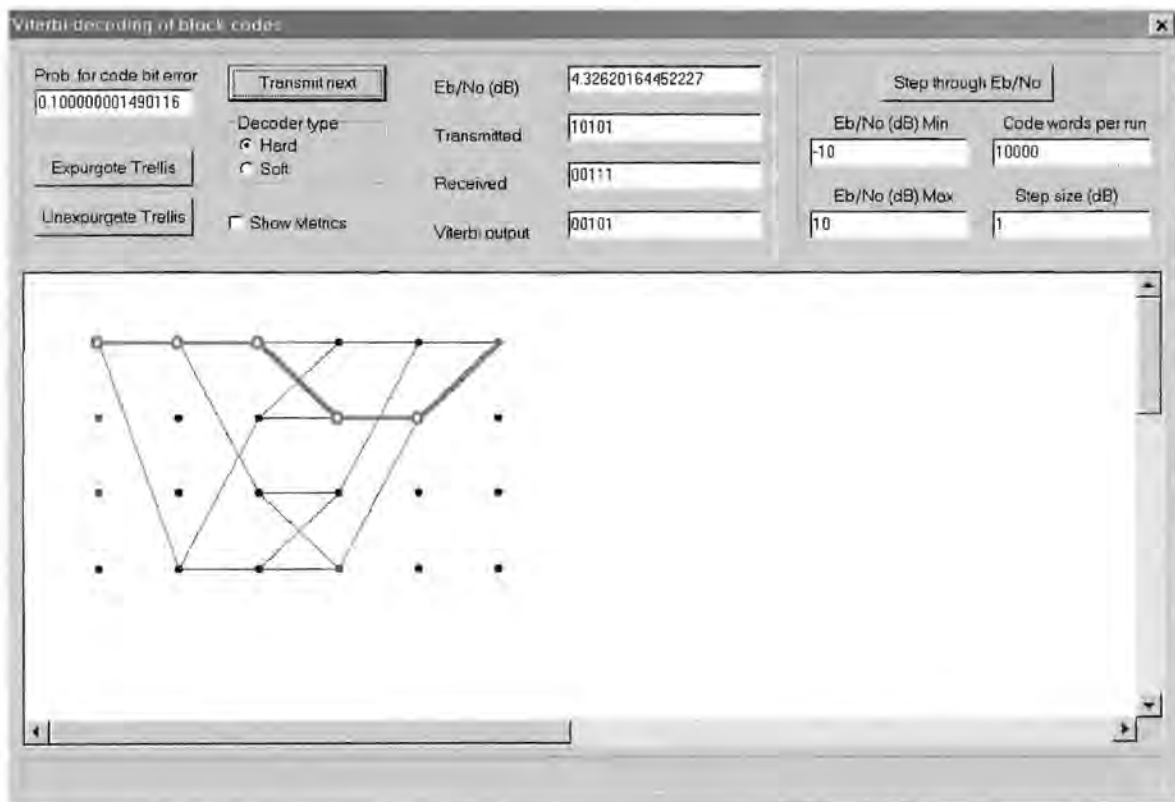 Viterbi decoding of block codes
Prob. for code bit error
0.100000001490116
Expurgate Trellis
Unexpurgate Trellis
Transmit next
Decoder type
Hard
Soft
Show Metrics
Eb/No (dB)
4.32620164452227
Transmitted
10101
Received
00111
Viterbi output
00101
Step through Eb/No
Eb/No (dB) Min
-10
Code words per run
10000
Eb/No (dB) Max
10
Step size (dB)
1